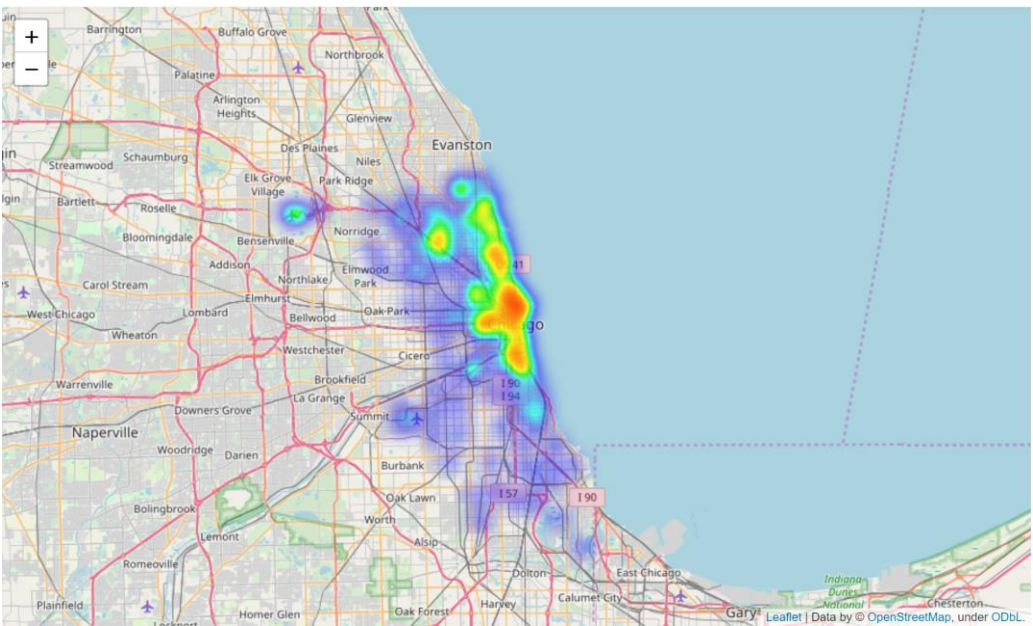 Park
+
−
Barrington
Buffalo Grove
Northbrook
Palatine
Arlington
Heights
Glenview
Evanston
Des Plaines
Niles
Schaumburg
Streamwood
Elk Grove
Village
Park Ridge
Bartlett
Roselle
Norridge
Bloomingdale
Bensenville
Addison
Elmwood
Park
41
Northlake
Carol Stream
Elmhurst
West Chicago
Lombard
Bellwood
Oak Park
Chicago
Wheaton
Westchester
Cicero
Brookfield
I 90
I 94
Warrenville
La Grange
Downers Grove
Summit
Naperville
Woodridge
Darien
Burbank
I 57
I 90
Oak Lawn
Bolingbrook
Worth
Lemont
Alsip
Romeoville
Dolton
East Chicago
Indiana
Dunes
National
Plainfield
Homer Glen
Oak Forest
Harvey
Calumet City
Gary
Chesterton
Lockport
Leaflet | Data by © OpenStreetMap, under ODbL.